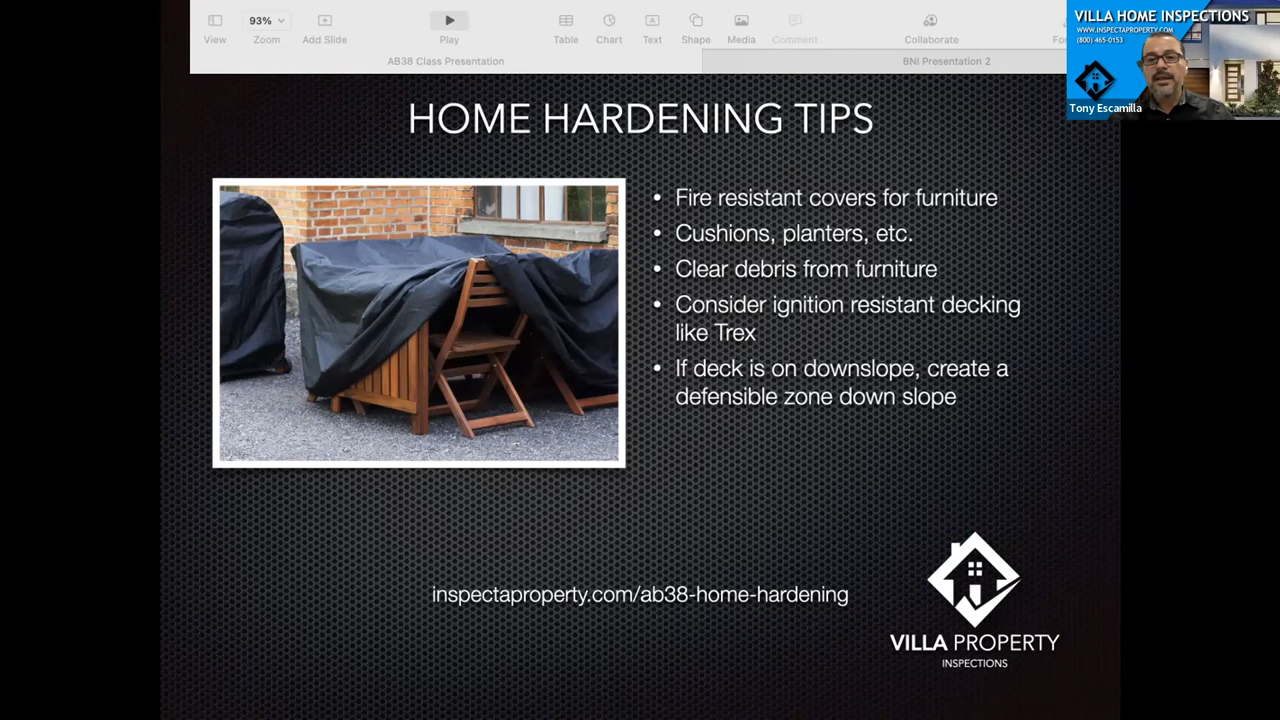 93%
View
Zoom
Add Slide
Play
Table
Chart
Text
Shape
Media
Comment
Collaborate
AB38 Class Presentation
BNI Presentation 2
VILLA HOME INSPECTIONS
WWW.INSPECTAPROPERTY.COM
(800) 465-0153
Tony Escamilla
HOME HARDENING TIPS
• Fire resistant covers for furniture
• Cushions, planters, etc.
• Clear debris from furniture
• Consider ignition resistant decking
like Trex
• If deck is on downslope, create a
defensible zone down slope
inspectaproperty.com/ab38-home-hardening
VILLA PROPERTY
INSPECTIONS